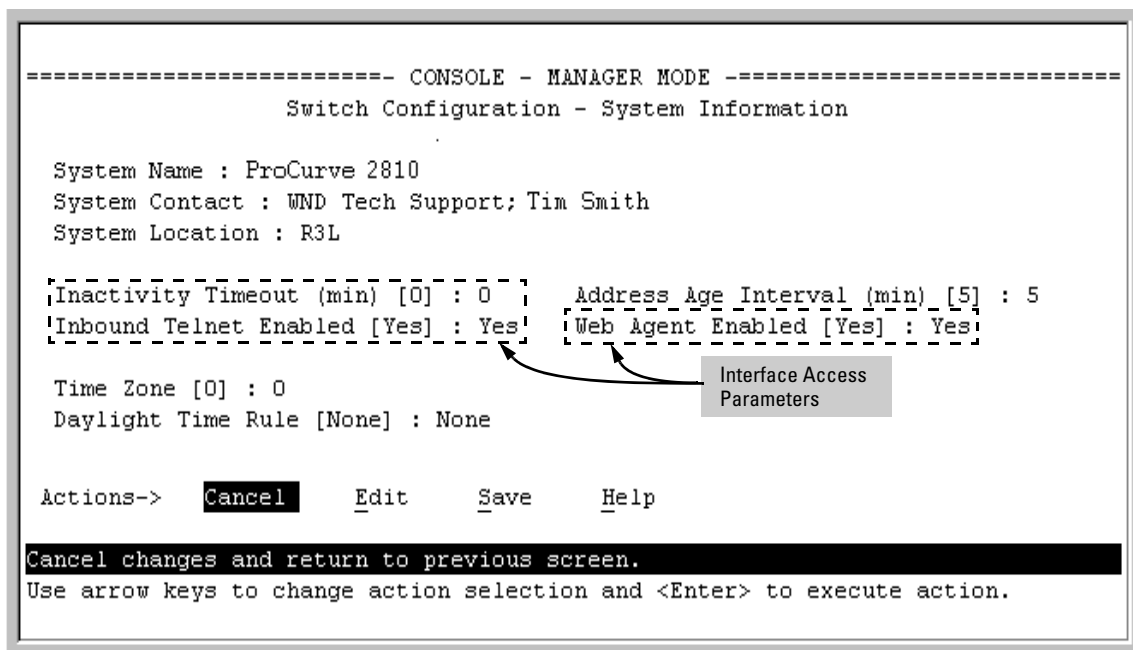 ===========================- CONSOLE - MANAGER MODE -============================
Switch Configuration - System Information
System Name : ProCurve 2810
System Contact : WND Tech Support; Tim Smith
System Location : R3L
Inactivity Timeout (min) [0] : 0 Address Age Interval (min) [5] : 5
Inbound Telnet Enabled [Yes] : Yes Web Agent Enabled [Yes] : Yes
Interface Access
Parameters
Time Zone [0] : 0
Daylight Time Rule [None] : None
Actions-> Cancel Edit Save Help
Cancel changes and return to previous screen.
Use arrow keys to change action selection and <Enter> to execute action.